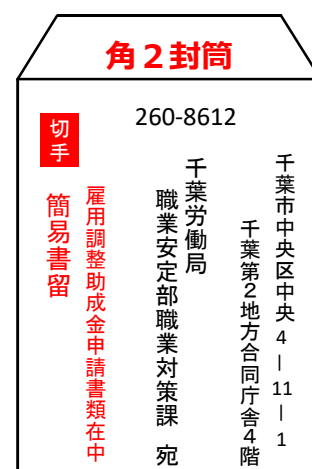 角２封筒
260-8612
千葉市中央区中央４―11―１
千葉第２地方合同庁舎４階
千葉労働局
職業安定部職業対策課　宛
切手
雇用調整助成金申請書類在中
簡易書留